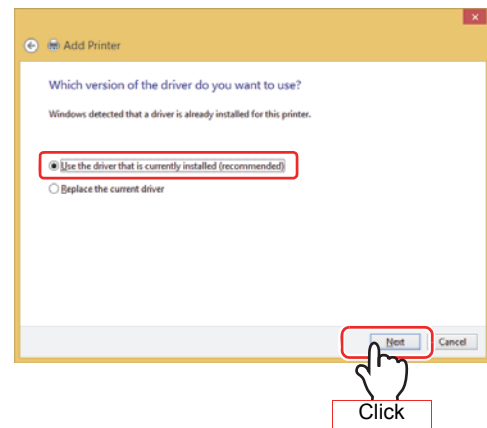 Add Printer
Which version of the driver do you want to use?
Windows detected that a driver is already installed for this printer.
Use the driver that is currently installed (recommended)
Replace the current driver
Next Cancel
Click